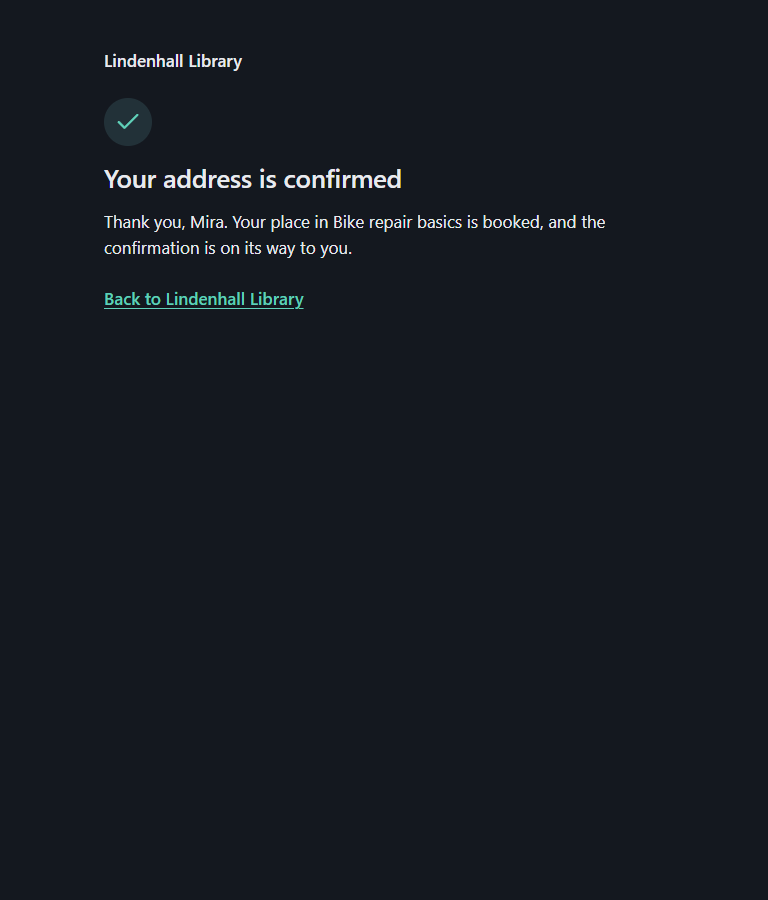 Lindenhall Library
Your address is confirmed
Thank you, Mira. Your place in Bike repair basics is booked, and the
confirmation is on its way to you.
Back to Lindenhall Library